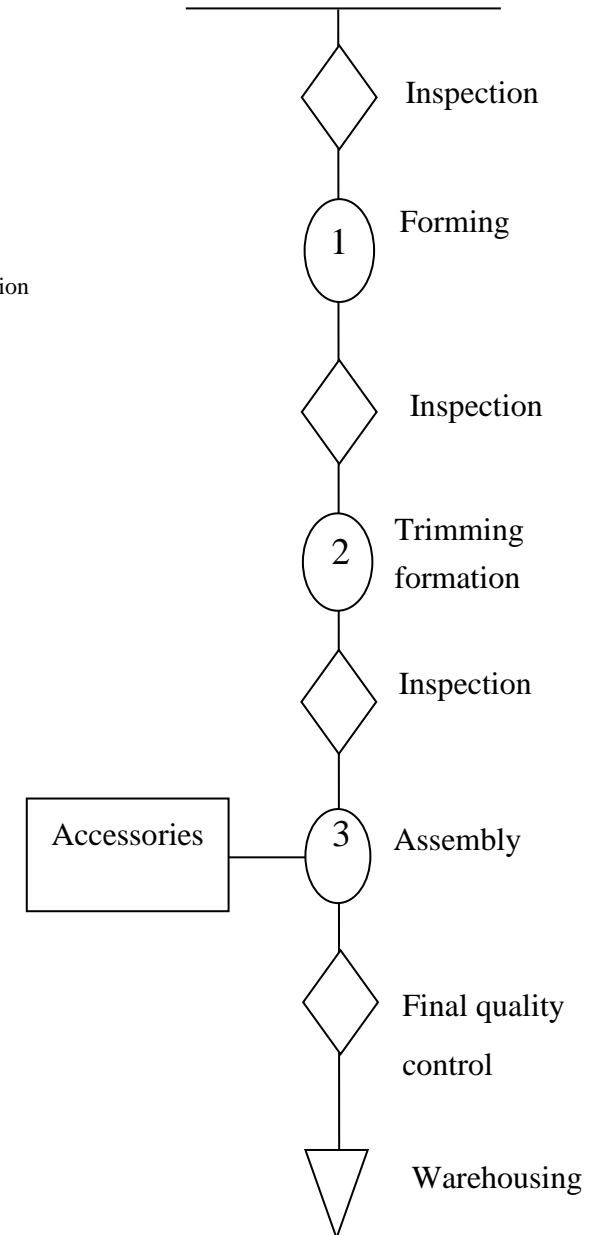 Inspection
Forming
1
ion
Inspection
Trimming
2
formation
Inspection
Accessories
3
Assembly
Final quality
control
Warehousing